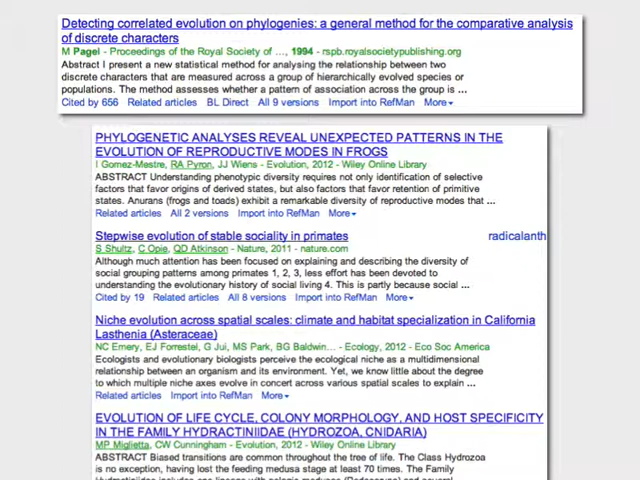 Detecting correlated evolution on phylogenies: a general method for the comparative analysis
of discrete characters
M Pagel - Proceedings of the Royal Society of ..., 1994 - rspb.royalsocietypublishing.org
Abstract I present a new statistical method for analysing the relationship between two
discrete characters that are measured across a group of hierarchically evolved species or
populations. The method assesses whether a pattern of association across the group is ...
Cited by 656 Related articles BL Direct All 9 versions Import into RefMan More
PHYLOGENETIC ANALYSES REVEAL UNEXPECTED PATTERNS IN THE
EVOLUTION OF REPRODUCTIVE MODES IN FROGS
I Gomez-Mestre, RA Pyron, JJ Wiens - Evolution, 2012 - Wiley Online Library
ABSTRACT Understanding phenotypic diversity requires not only identification of selective
factors that favor origins of derived states, but also factors that favor retention of primitive
states. Anurans (frogs and toads) exhibit a remarkable diversity of reproductive modes that ...
Related articles All 2 versions Import into RefMan More
Stepwise evolution of stable sociality in primates radicalanth
S Shultz, C Opie, QD Atkinson - Nature, 2011 - nature.com
Although much attention has been focused on explaining and describing the diversity of
social grouping patterns among primates 1, 2, 3, less effort has been devoted to
understanding the evolutionary history of social living 4. This is partly because social ...
Cited by 19 Related articles All 8 versions Import into RefMan More
Niche evolution across spatial scales: climate and habitat specialization in California
Lasthenia (Asteraceae)
NC Emery, EJ Forrestel, G Jui, MS Park, BG Baldwin... - Ecology, 2012 - Eco Soc America
Ecologists and evolutionary biologists perceive the ecological niche as a multidimensional
relationship between an organism and its environment. Yet, we know little about the degree
to which multiple niche axes evolve in concert across various spatial scales to explain ...
Related articles Import into RefMan More
EVOLUTION OF LIFE CYCLE, COLONY MORPHOLOGY, AND HOST SPECIFICITY
IN THE FAMILY HYDRACTINIIDAE (HYDROZOA, CNIDARIA)
MP Miglietta, CW Cunningham - Evolution, 2012 - Wiley Online Library
ABSTRACT Biased transitions are common throughout the tree of life. The Class Hydrozoa
is no exception, having lost the feeding medusa stage at least 70 times. The Family